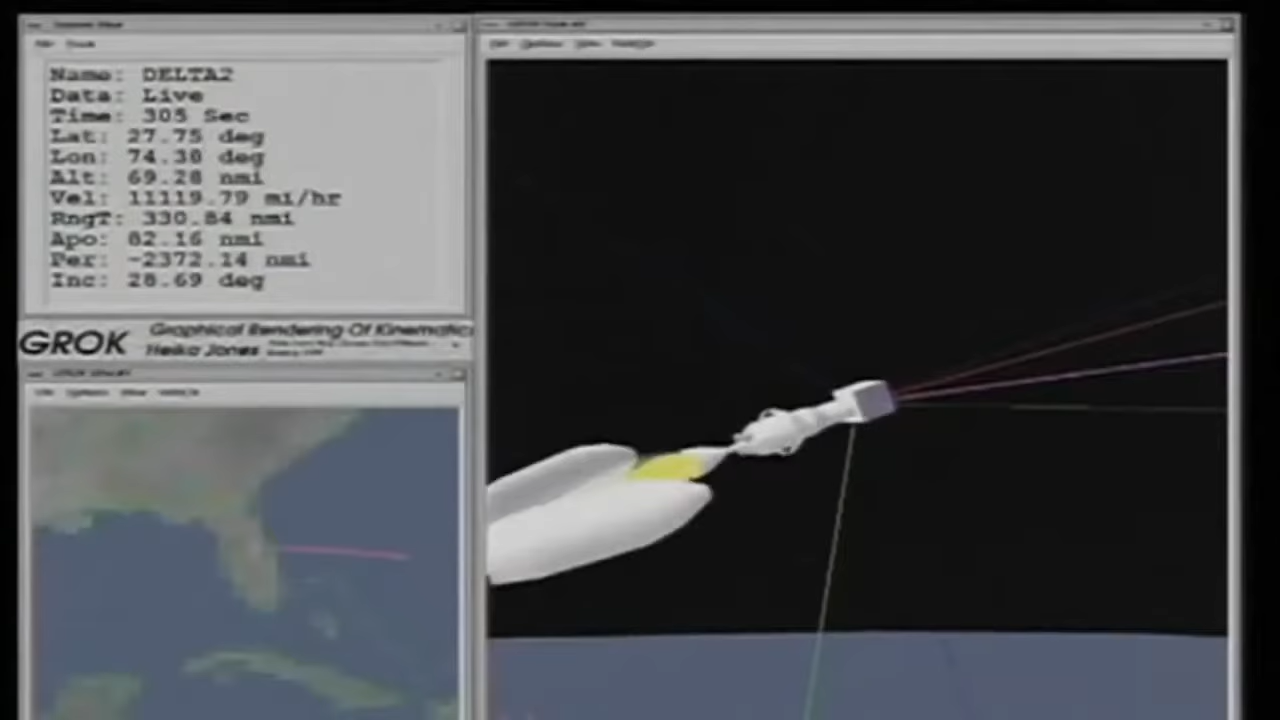 Name: DELTA2
Data: Live
Time: 305 Sec
Lat: 27.75 deg
Lon: 74.38 deg
Alt: 69.28 nmi
Vel: 11119.79 mi/hr
RngT: 330.84 nmi
Apo: 82.16 nmi
Per: -2372.14 nmi
Inc: 28.69 deg
GROK Graphical Rendering Of Kinematics
Heiko Jones